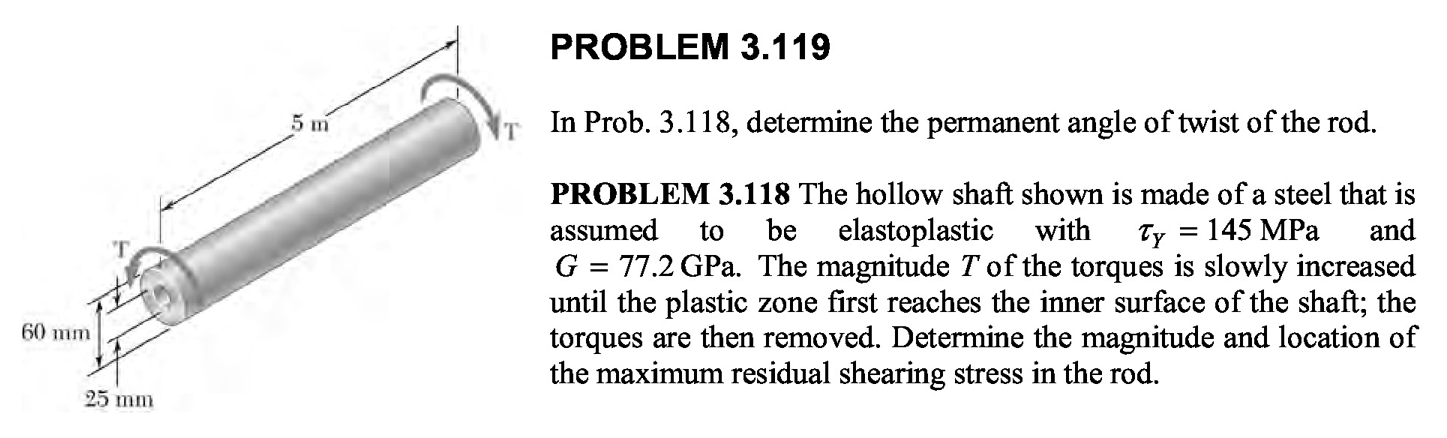 PROBLEM 3.119
In Prob. 3.118, determine the permanent angle of twist of the rod.
PROBLEM 3.118 The hollow shaft shown is made of a steel that is
assumed to be elastoplastic with τ_Y = 145 MPa and
G = 77.2 GPa. The magnitude T of the torques is slowly increased
until the plastic zone first reaches the inner surface of the shaft; the
torques are then removed. Determine the magnitude and location of
the maximum residual shearing stress in the rod.
5 m
T
T
60 mm
25 mm